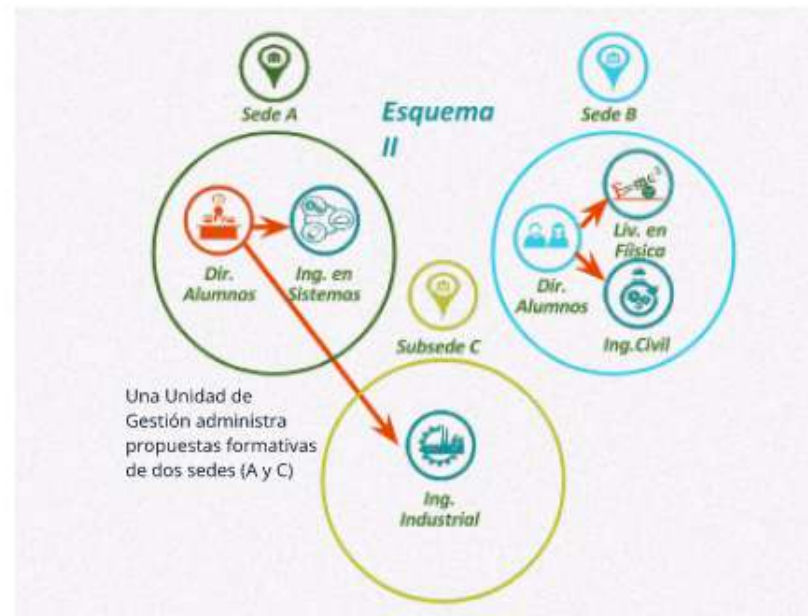 Sede A
Esquema
II
Sede B
Dir.
Alumnos
Ing. en
Sistemas
Dir.
Alumnos
Liv. en
Fíisica
Ing.Civil
Subsede C
Una Unidad de
Gestión administra
propuestas formativas
de dos sedes (A y C)
Ing.
Industrial